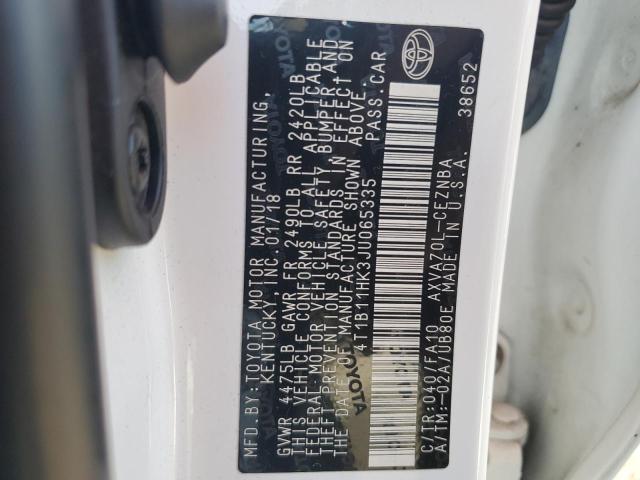 MFD.BY:TOYOTA MOTOR MANUFACTURING,
KENTUCKY, INC. 01/18
GVWR 4475LB GAWR FR 2490LB RR 2420LB
THIS VEHICLE CONFORMS TO ALL APPLICABLE
FEDERAL MOTOR VEHICLE SAFETY, BUMPER, AND
THEFT PREVENTION STANDARDS IN EFFECT ON
THE DATE OF MANUFACTURE SHOWN ABOVE.
4T1B11HK3JU065335 PASS.CAR
TOYOTA
C/TR:040/FA10 AXVA70L-CEZNBA
A/TM:-02A/UB80E MADE IN U.S.A. 38652